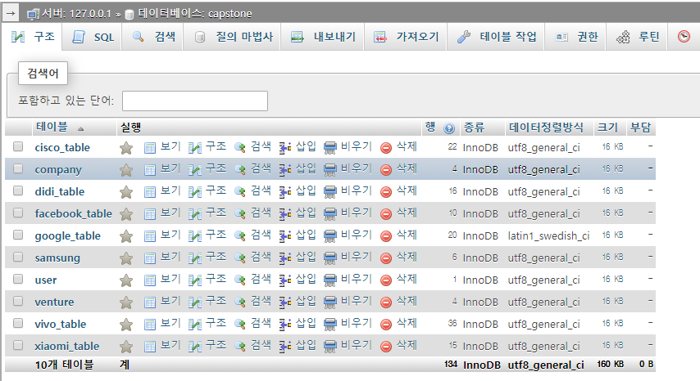 서버: 127.0.0.1 » 데이터베이스: capstone
구조 SQL 검색 질의 마법사 내보내기 가져오기 테이블 작업 권한 루틴
검색어
포함하고 있는 단어:
테이블 실행 행 종류 데이터정렬방식 크기 부담
cisco_table 보기 구조 검색 삽입 비우기 삭제 22 InnoDB utf8_general_ci 16 KB -
company 보기 구조 검색 삽입 비우기 삭제 4 InnoDB utf8_general_ci 16 KB -
didi_table 보기 구조 검색 삽입 비우기 삭제 16 InnoDB utf8_general_ci 16 KB -
facebook_table 보기 구조 검색 삽입 비우기 삭제 10 InnoDB utf8_general_ci 16 KB -
google_table 보기 구조 검색 삽입 비우기 삭제 20 InnoDB latin1_swedish_ci 16 KB -
samsung 보기 구조 검색 삽입 비우기 삭제 6 InnoDB utf8_general_ci 16 KB -
user 보기 구조 검색 삽입 비우기 삭제 1 InnoDB utf8_general_ci 16 KB -
venture 보기 구조 검색 삽입 비우기 삭제 4 InnoDB utf8_general_ci 16 KB -
vivo_table 보기 구조 검색 삽입 비우기 삭제 36 InnoDB utf8_general_ci 16 KB -
xiaomi_table 보기 구조 검색 삽입 비우기 삭제 15 InnoDB utf8_general_ci 16 KB -
10개 테이블 계 134 InnoDB utf8_general_ci 160 KB 0 B